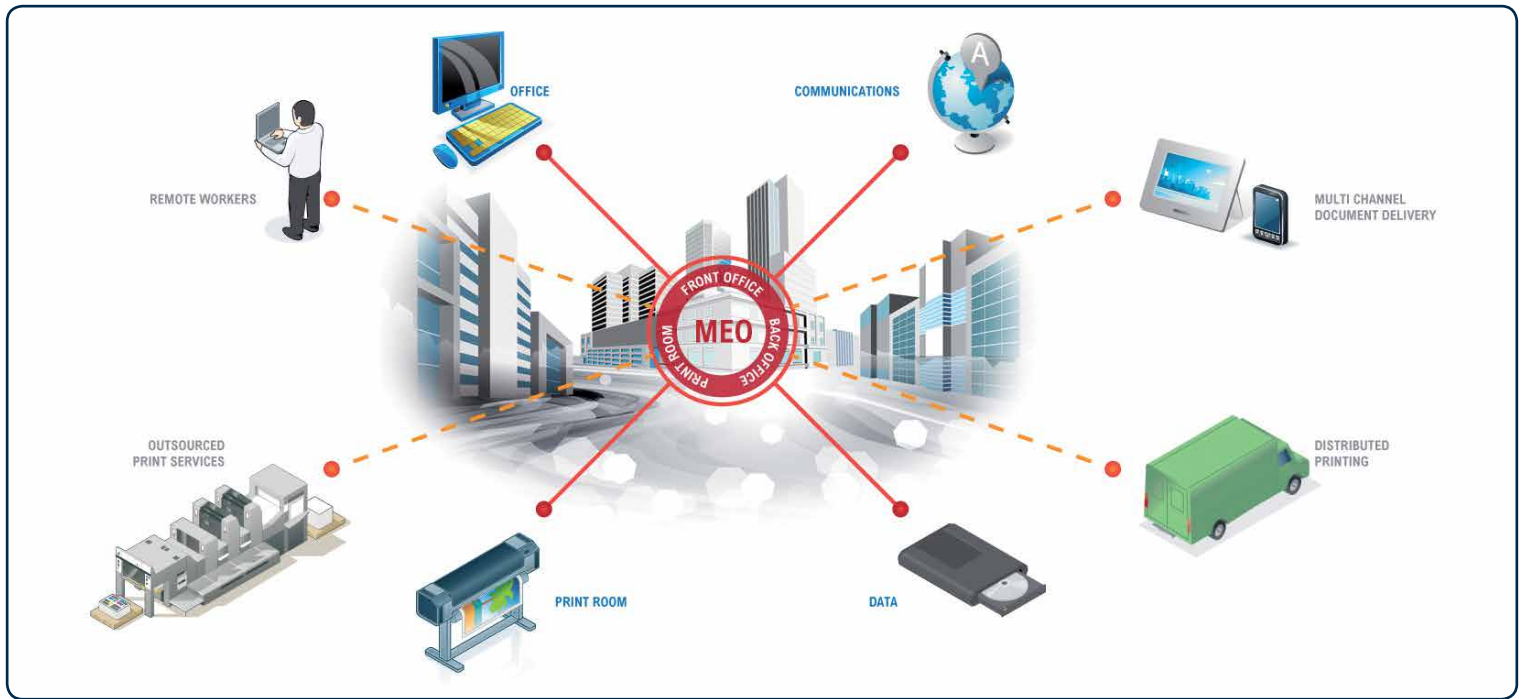 OFFICE
COMMUNICATIONS
A
REMOTE WORKERS
MULTI CHANNEL
DOCUMENT DELIVERY
FRONT OFFICE
MEO
BACK OFFICE
PRINT ROOM
OUTSOURCED
PRINT SERVICES
DISTRIBUTED
PRINTING
PRINT ROOM
DATA